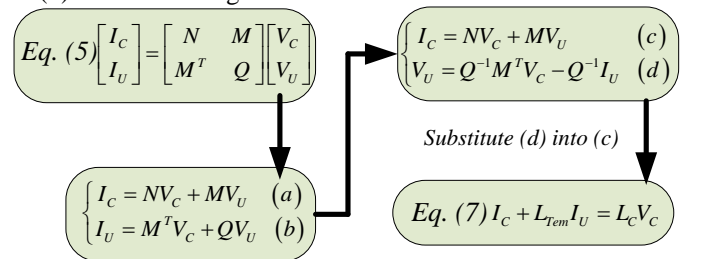 Eq. (5) [I_C I_U] = [N M M^T Q] [V_C V_U]
{ I_C = NV_C + MV_U (a)
I_U = M^T V_C + QV_U (b)
{ I_C = NV_C + MV_U (c)
V_U = Q^{-1} M^T V_C − Q^{-1} I_U (d)
Substitute (d) into (c)
Eq. (7) I_C + L_{Tem} I_U = L_C V_C